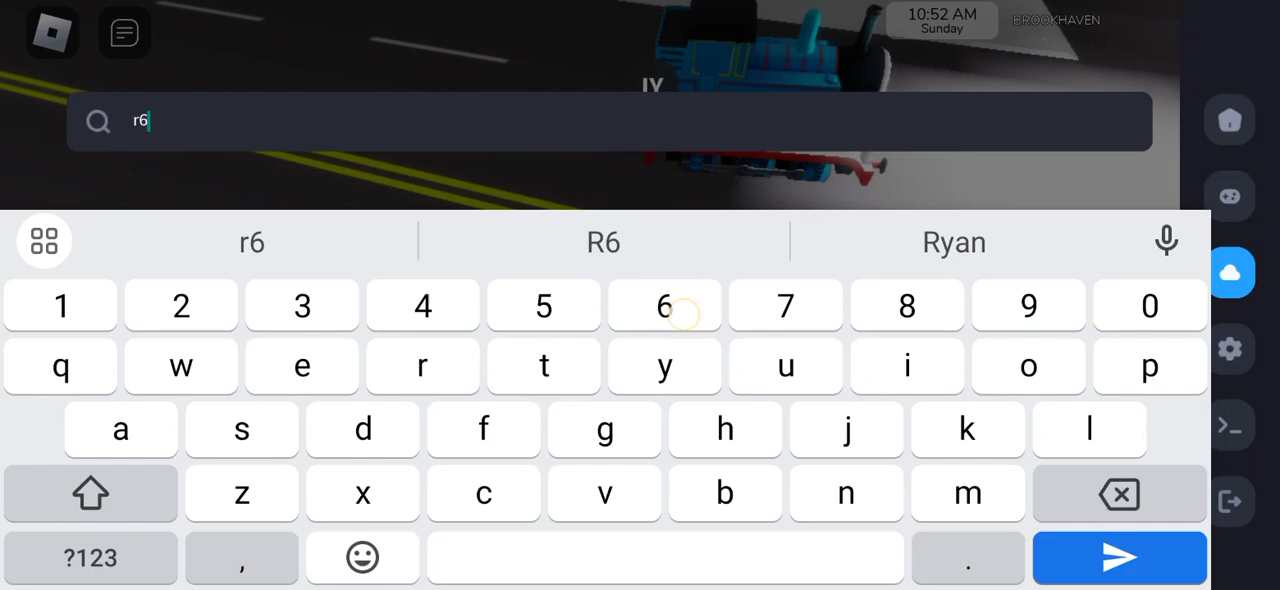 10:52 AM
Sunday
BROOKHAVEN
IY
r6
r6 R6 Ryan
1 2 3 4 5 6 7 8 9 0
q w e r t y u i o p
a s d f g h j k l
z x c v b n m
?123 , .